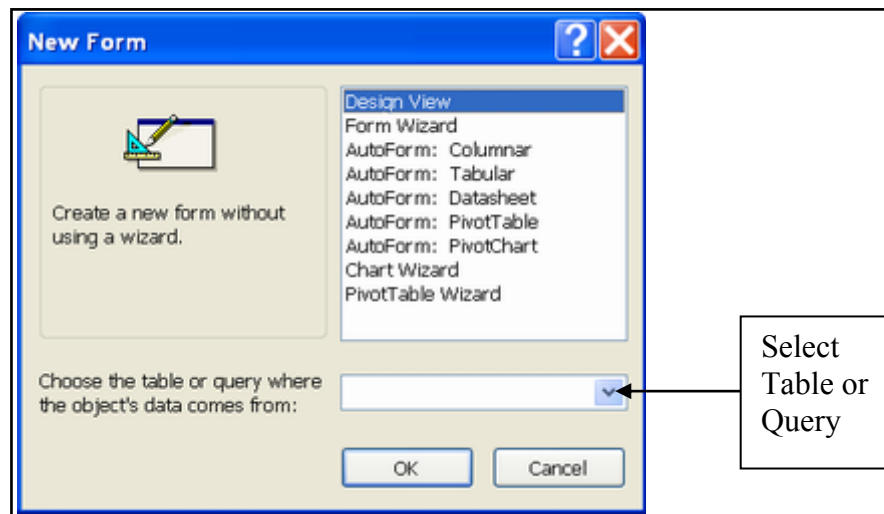 New Form
Design View
Form Wizard
AutoForm: Columnar
AutoForm: Tabular
AutoForm: Datasheet
AutoForm: PivotTable
AutoForm: PivotChart
Chart Wizard
PivotTable Wizard
Create a new form without
using a wizard.
Choose the table or query where
the object's data comes from:
OK
Cancel
Select
Table or
Query